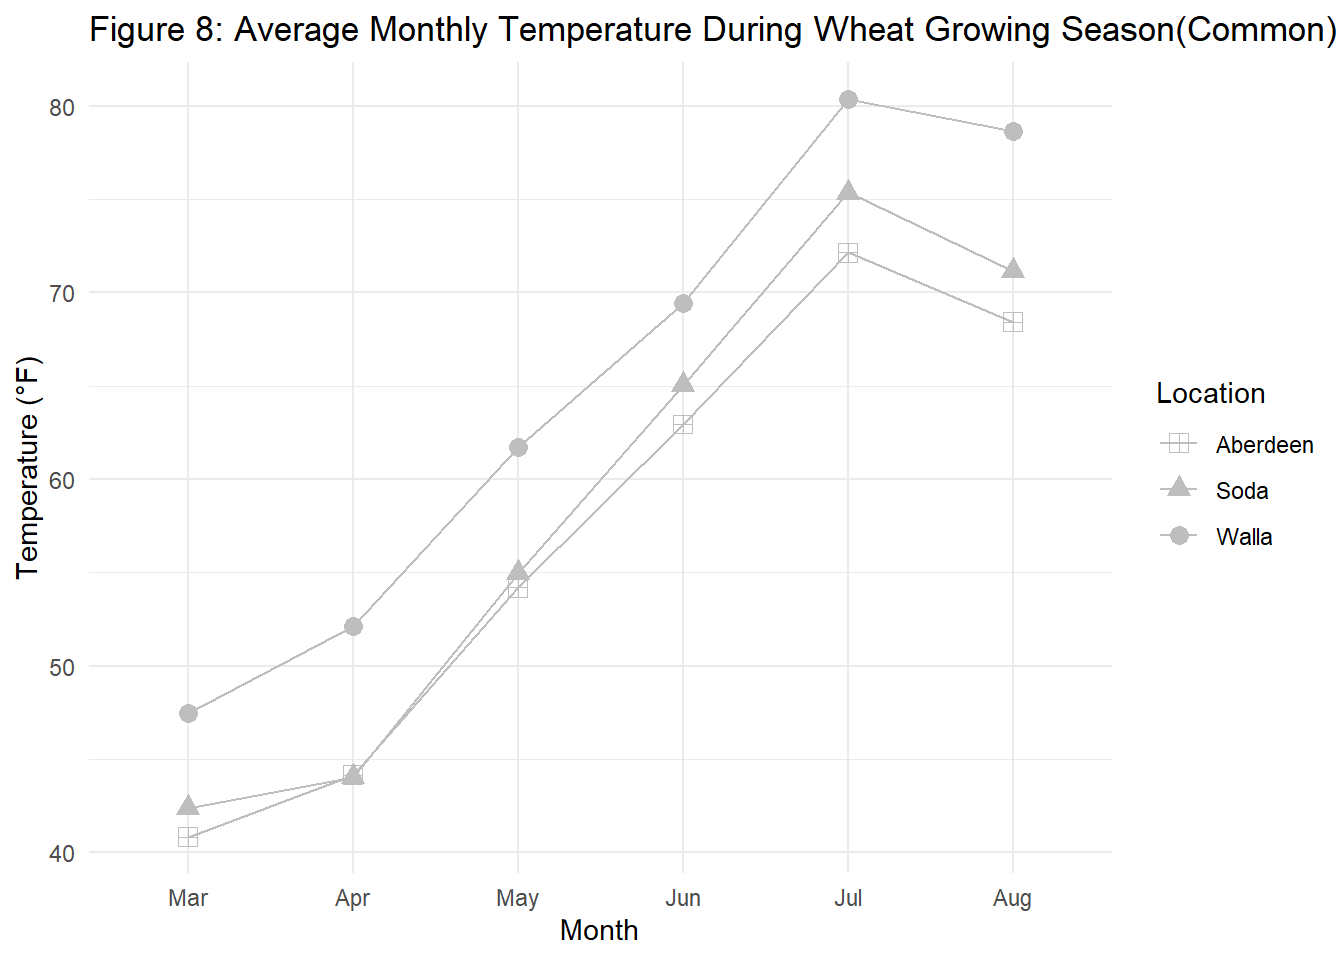 Figure 8: Average Monthly Temperature During Wheat Growing Season(Common)
80
70
60
50
40
Temperature (°F)
Mar Apr May Jun Jul Aug
Month
Location
Aberdeen
Soda
Walla